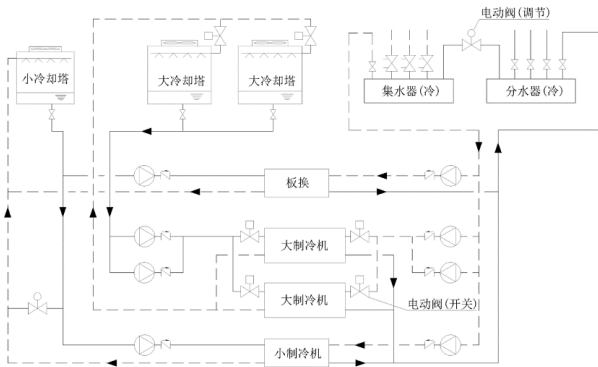 电动阀(调节)
小冷却塔
大冷却塔
大冷却塔
集水器(冷)
分水器(冷)
板换
大制冷机
大制冷机
电动阀(开关)
小制冷机